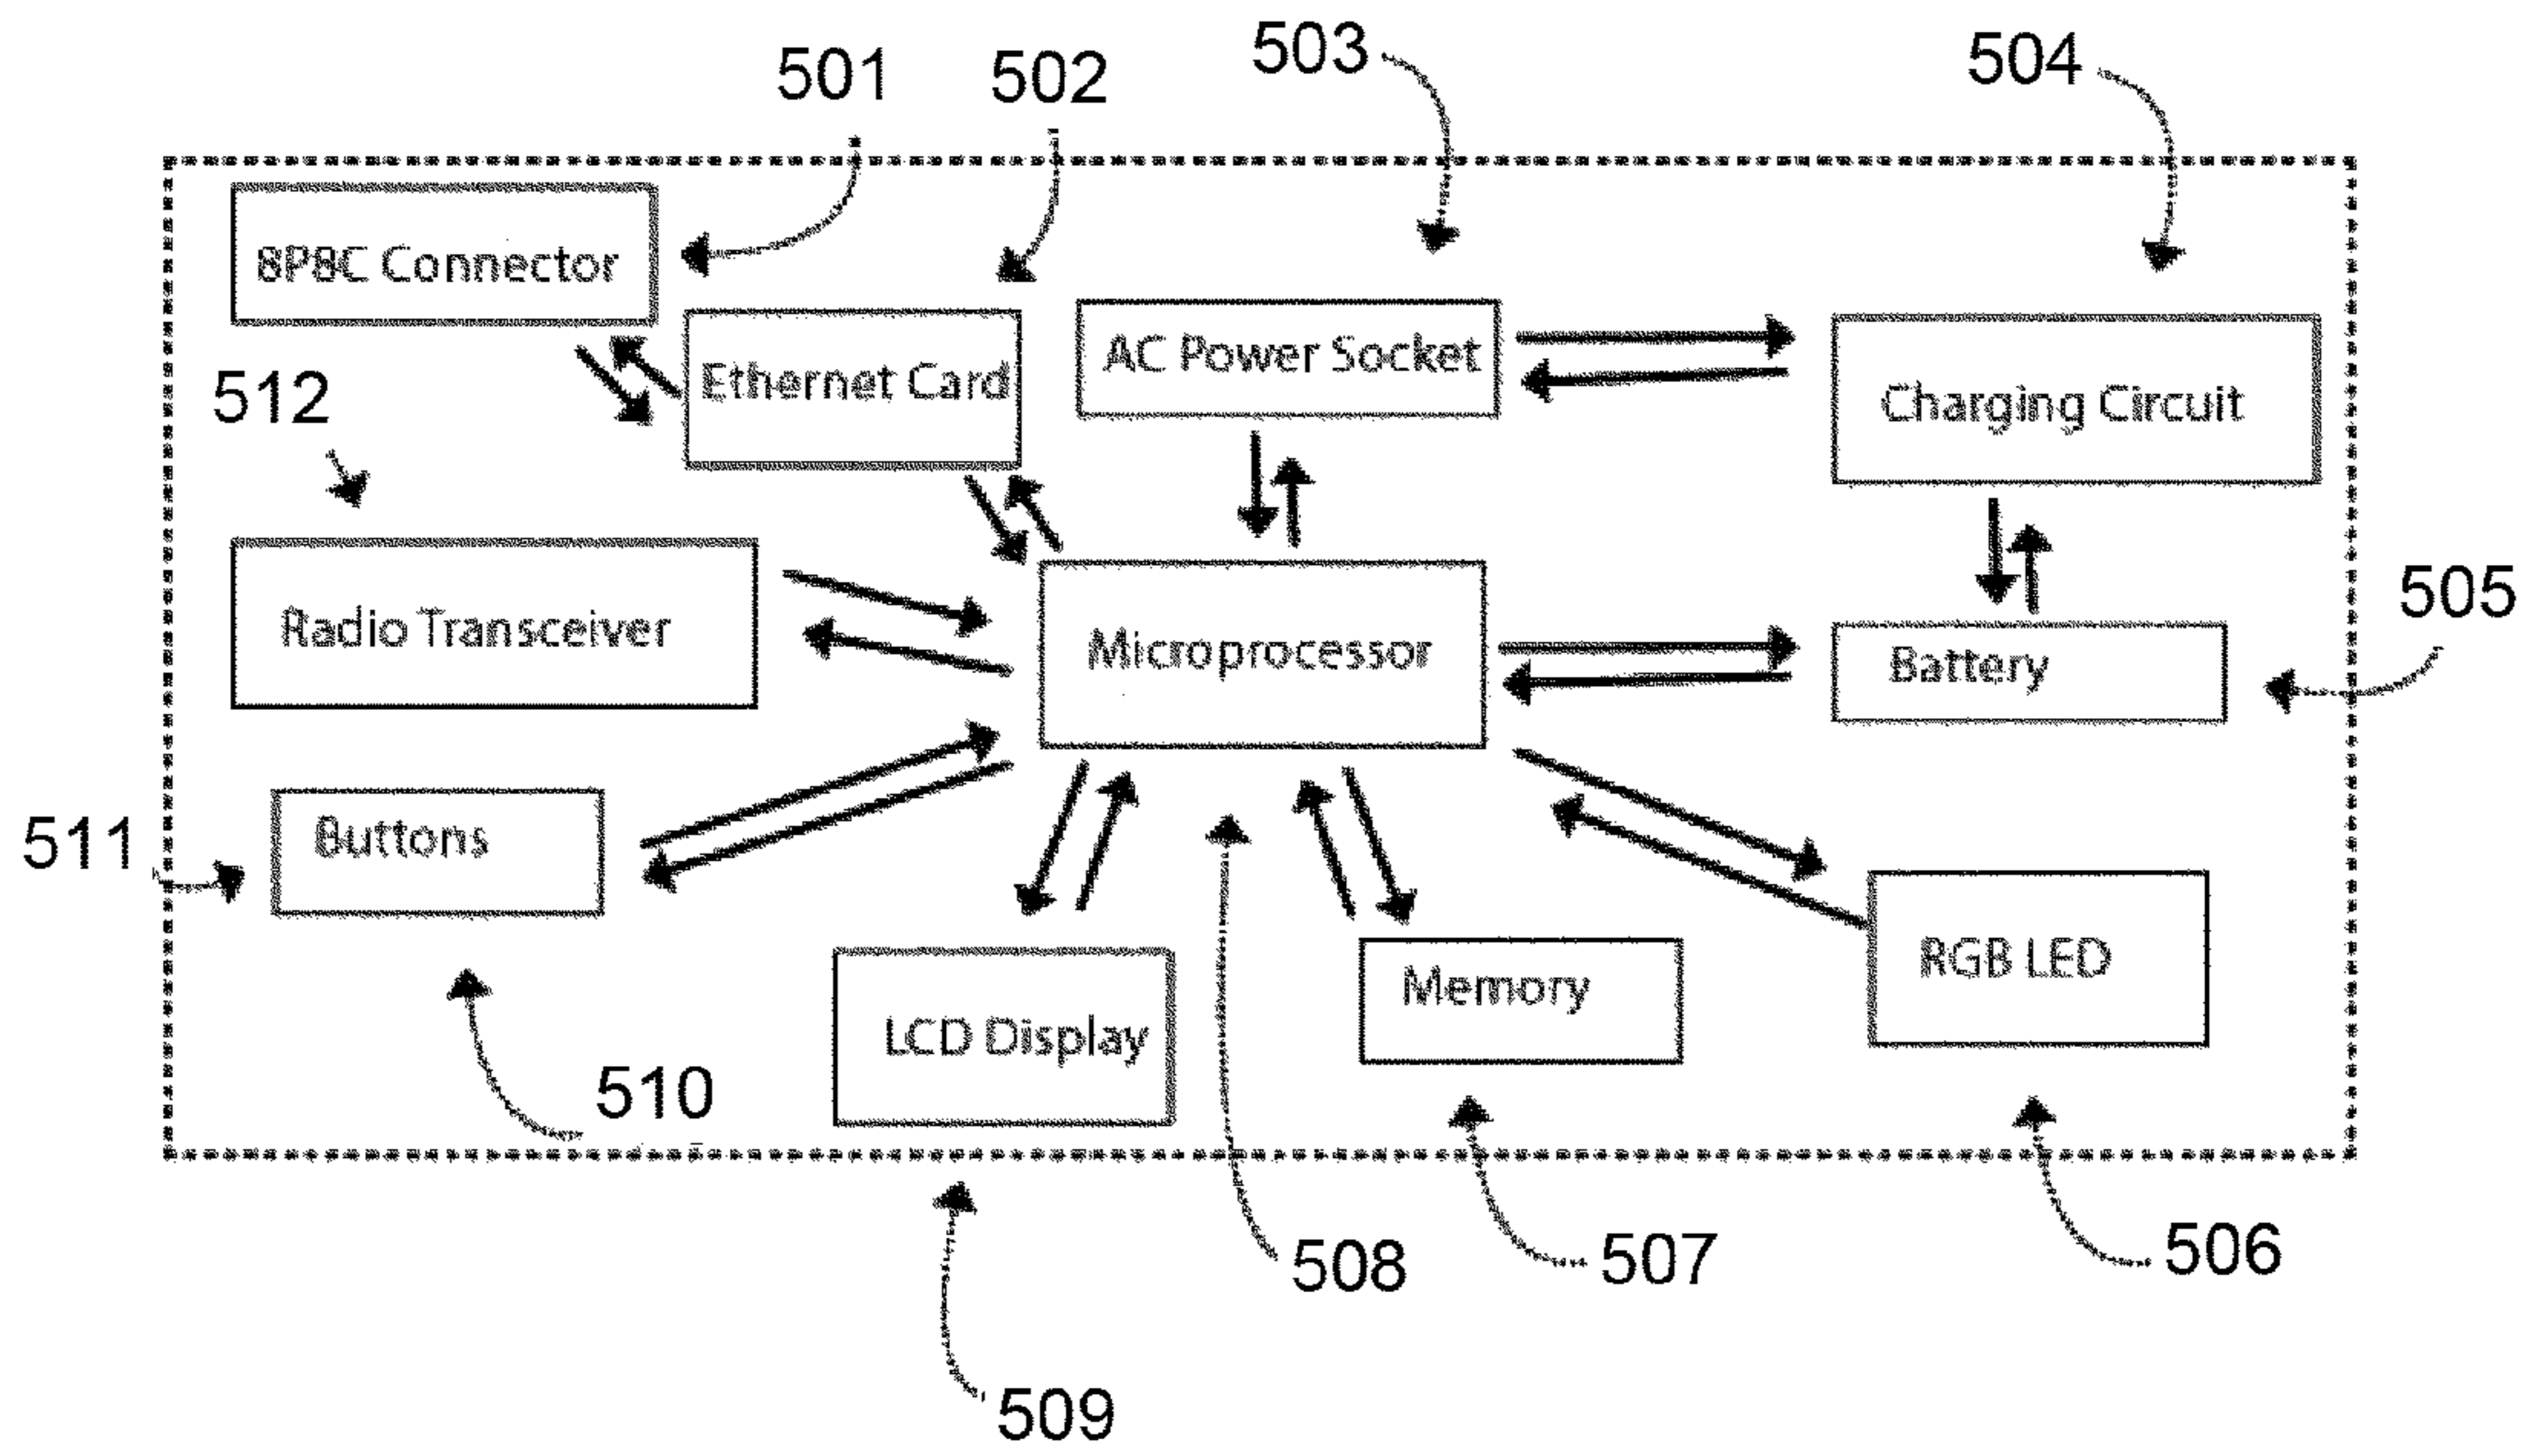 501
502
503
504
8P8C Connector
Ethernet Card
AC Power Socket
Charging Circuit
512
Radio Transceiver
Microprocessor
Battery
505
511
Buttons
510
LCD Display
Memory
RGB LED
508
507
506
509